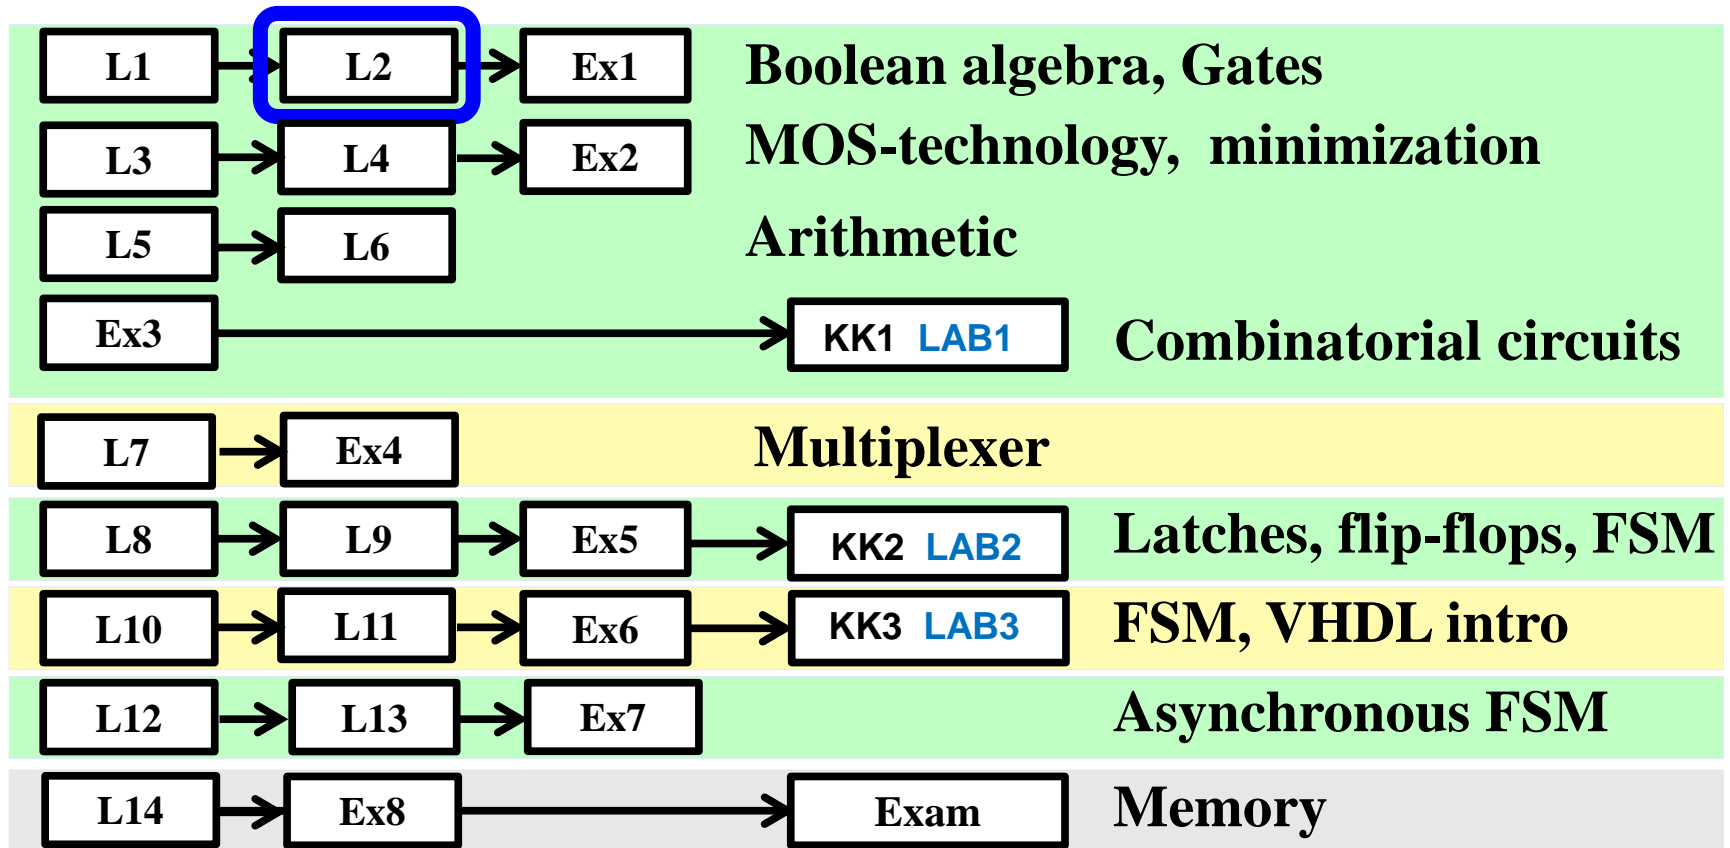 L1 L2 Ex1 Boolean algebra, Gates
L3 L4 Ex2 MOS-technology, minimization
L5 L6 Arithmetic
Ex3 KK1 LAB1 Combinatorial circuits
L7 Ex4 Multiplexer
L8 L9 Ex5 KK2 LAB2 Latches, flip-flops, FSM
L10 L11 Ex6 KK3 LAB3 FSM, VHDL intro
L12 L13 Ex7 Asynchronous FSM
L14 Ex8 Exam Memory